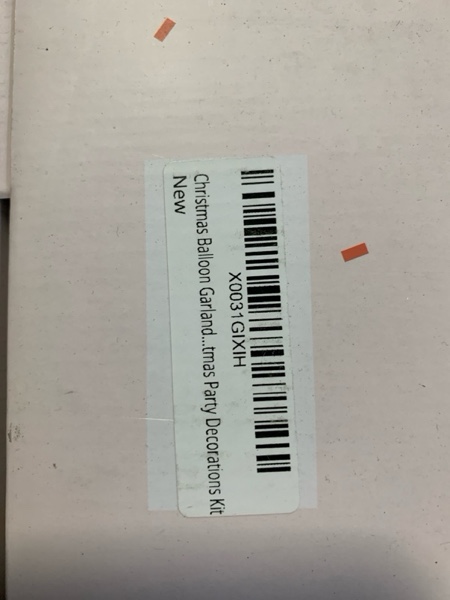 X0031GIXIH
Christmas Balloon Garland...tmas Party Decorations Kit
New